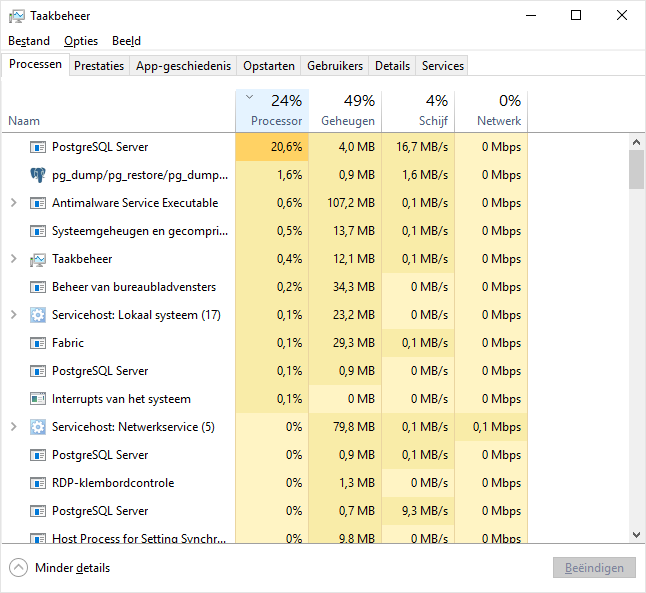 Taakbeheer
Bestand Opties Beeld
Processen Prestaties App-geschiedenis Opstarten Gebruikers Details Services
24% 49% 4% 0%
Naam Processor Geheugen Schijf Netwerk
PostgreSQL Server 20,6% 4,0 MB 16,7 MB/s 0 Mbps
pg_dump/pg_restore/pg_dump... 1,6% 0,9 MB 1,6 MB/s 0 Mbps
Antimalware Service Executable 0,6% 107,2 MB 0,1 MB/s 0 Mbps
Systeemgeheugen en gecompri... 0,5% 13,7 MB 0,1 MB/s 0 Mbps
Taakbeheer 0,4% 12,1 MB 0,1 MB/s 0 Mbps
Beheer van bureaubladvensters 0,2% 34,3 MB 0 MB/s 0 Mbps
Servicehost: Lokaal systeem (17) 0,1% 23,2 MB 0 MB/s 0 Mbps
Fabric 0,1% 29,3 MB 0,1 MB/s 0 Mbps
PostgreSQL Server 0,1% 0,9 MB 0 MB/s 0 Mbps
Interrupts van het systeem 0,1% 0 MB 0 MB/s 0 Mbps
Servicehost: Netwerkservice (5) 0% 79,8 MB 0,1 MB/s 0,1 Mbps
PostgreSQL Server 0% 0,9 MB 0,1 MB/s 0 Mbps
RDP-klembordcontrole 0% 1,3 MB 0 MB/s 0 Mbps
PostgreSQL Server 0% 0,7 MB 9,3 MB/s 0 Mbps
Host Process for Setting Synchr... 0% 9,8 MB 0 MB/s 0 Mbps
Minder details Beëindigen